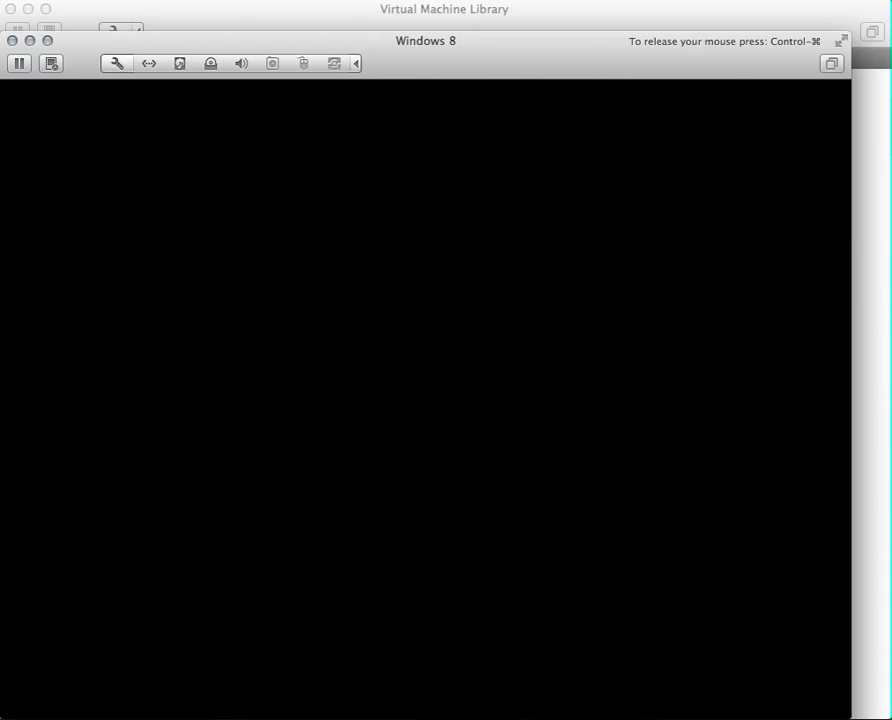 Virtual Machine Library
Windows 8
To release your mouse press: Control-⌘